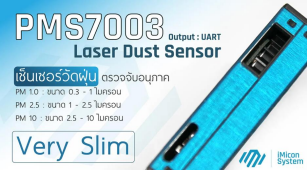 PMS7003
Output : UART
Laser Dust Sensor
เซ็นเซอร์วัดฝุ่น ตรวจจับอนุภาค
PM 1.0 : ขนาด 0.3 - 1 ไมครอน
PM 2.5 : ขนาด 1 - 2.5 ไมครอน
PM 10 : ขนาด 2.5 - 10 ไมครอน
Very Slim
iMicon
System